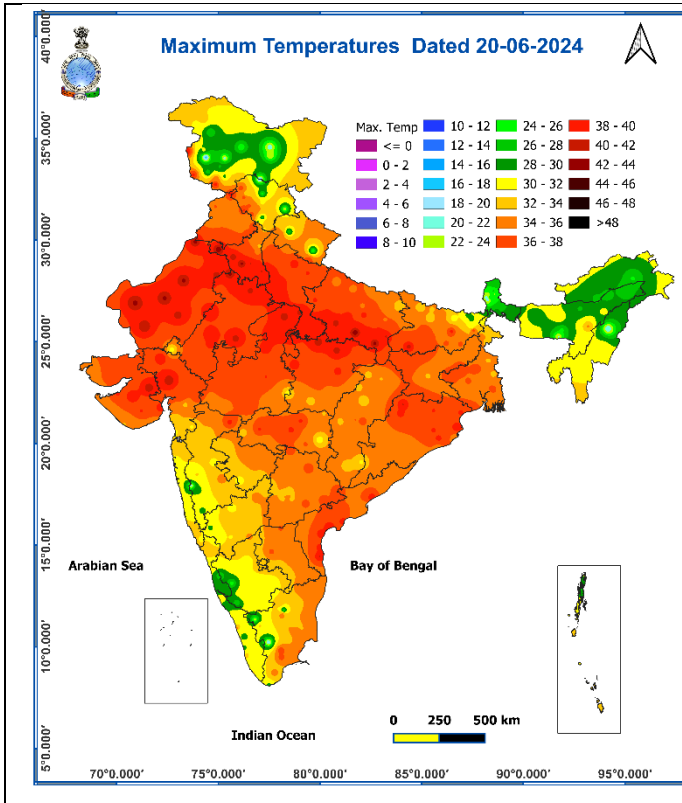 Maximum Temperatures Dated 20-06-2024
Max. Temp
<= 0
0 - 2
2 - 4
4 - 6
6 - 8
8 - 10
10 - 12
12 - 14
14 - 16
16 - 18
18 - 20
20 - 22
22 - 24
24 - 26
26 - 28
28 - 30
30 - 32
32 - 34
34 - 36
36 - 38
38 - 40
40 - 42
42 - 44
44 - 46
46 - 48
>48
40°0.000'
35°0.000'
30°0.000'
25°0.000'
20°0.000'
15°0.000'
10°0.000'
5°0.000'
Arabian Sea
Bay of Bengal
Indian Ocean
0 250 500 km
70°0.000' 75°0.000' 80°0.000' 85°0.000' 90°0.000' 95°0.000'